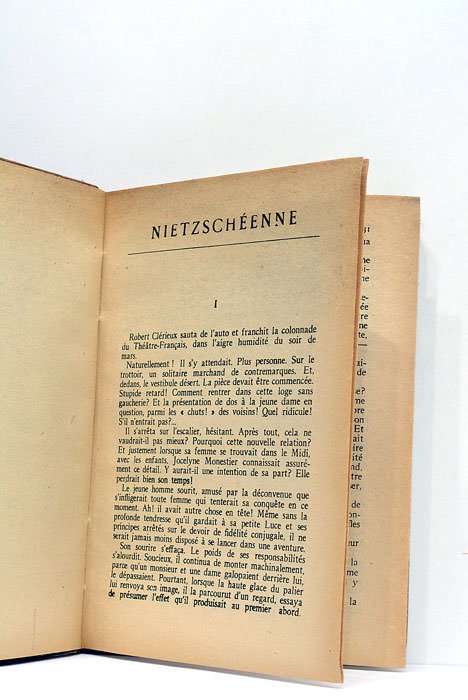 NIETZSCHÉENNE
I
Robert Clérieux sauta de l'auto et franchit la colonnade
du Théâtre-Français, dans l'aigre humidité du soir de
mars.
Naturellement ! Il s'y attendait. Plus personne. Sur le
trottoir, un solitaire marchand de contremarques. Et,
dedans, le vestibule désert. La pièce devait être commencée.
Stupide retard ! Comment rentrer dans cette loge sans
gaucherie? Et la présentation de dos à la jeune dame en
question, parmi les « chuts! » des voisins! Quel ridicule!
S'il n'entrait pas?...
Il s'arrêta sur l'escalier, hésitant. Après tout, cela ne
vaudrait-il pas mieux? Pourquoi cette nouvelle relation?
Et justement lorsque sa femme se trouvait dans le Midi,
avec les enfants, Jocelyne Monestier connaissait assuré-
ment ce détail. Y aurait-il une intention de sa part? Elle
perdrait bien son temps!
Le jeune homme sourit, amusé par la déconvenue que
s'infligerait toute femme qui tenterait sa conquête en ce
moment. Ah! il avait autre chose en tête! Même sans la
profonde tendresse qu'il gardait à sa petite Luce et ses
principes arrêtés sur le devoir de fidélité conjugale, il ne
serait jamais moins disposé à se lancer dans une aventure.
Son sourire s'effaça. Le poids de ses responsabilités
s'alourdit. Soucieux, il continua de monter machinalement,
parce qu'un monsieur et une dame galopaient derrière lui,
le dépassaient. Pourtant, lorsque la haute glace du palier
lui renvoya son image, il la parcourut d'un regard, essaya
de présumer l'effet qu'il produisait au premier abord.